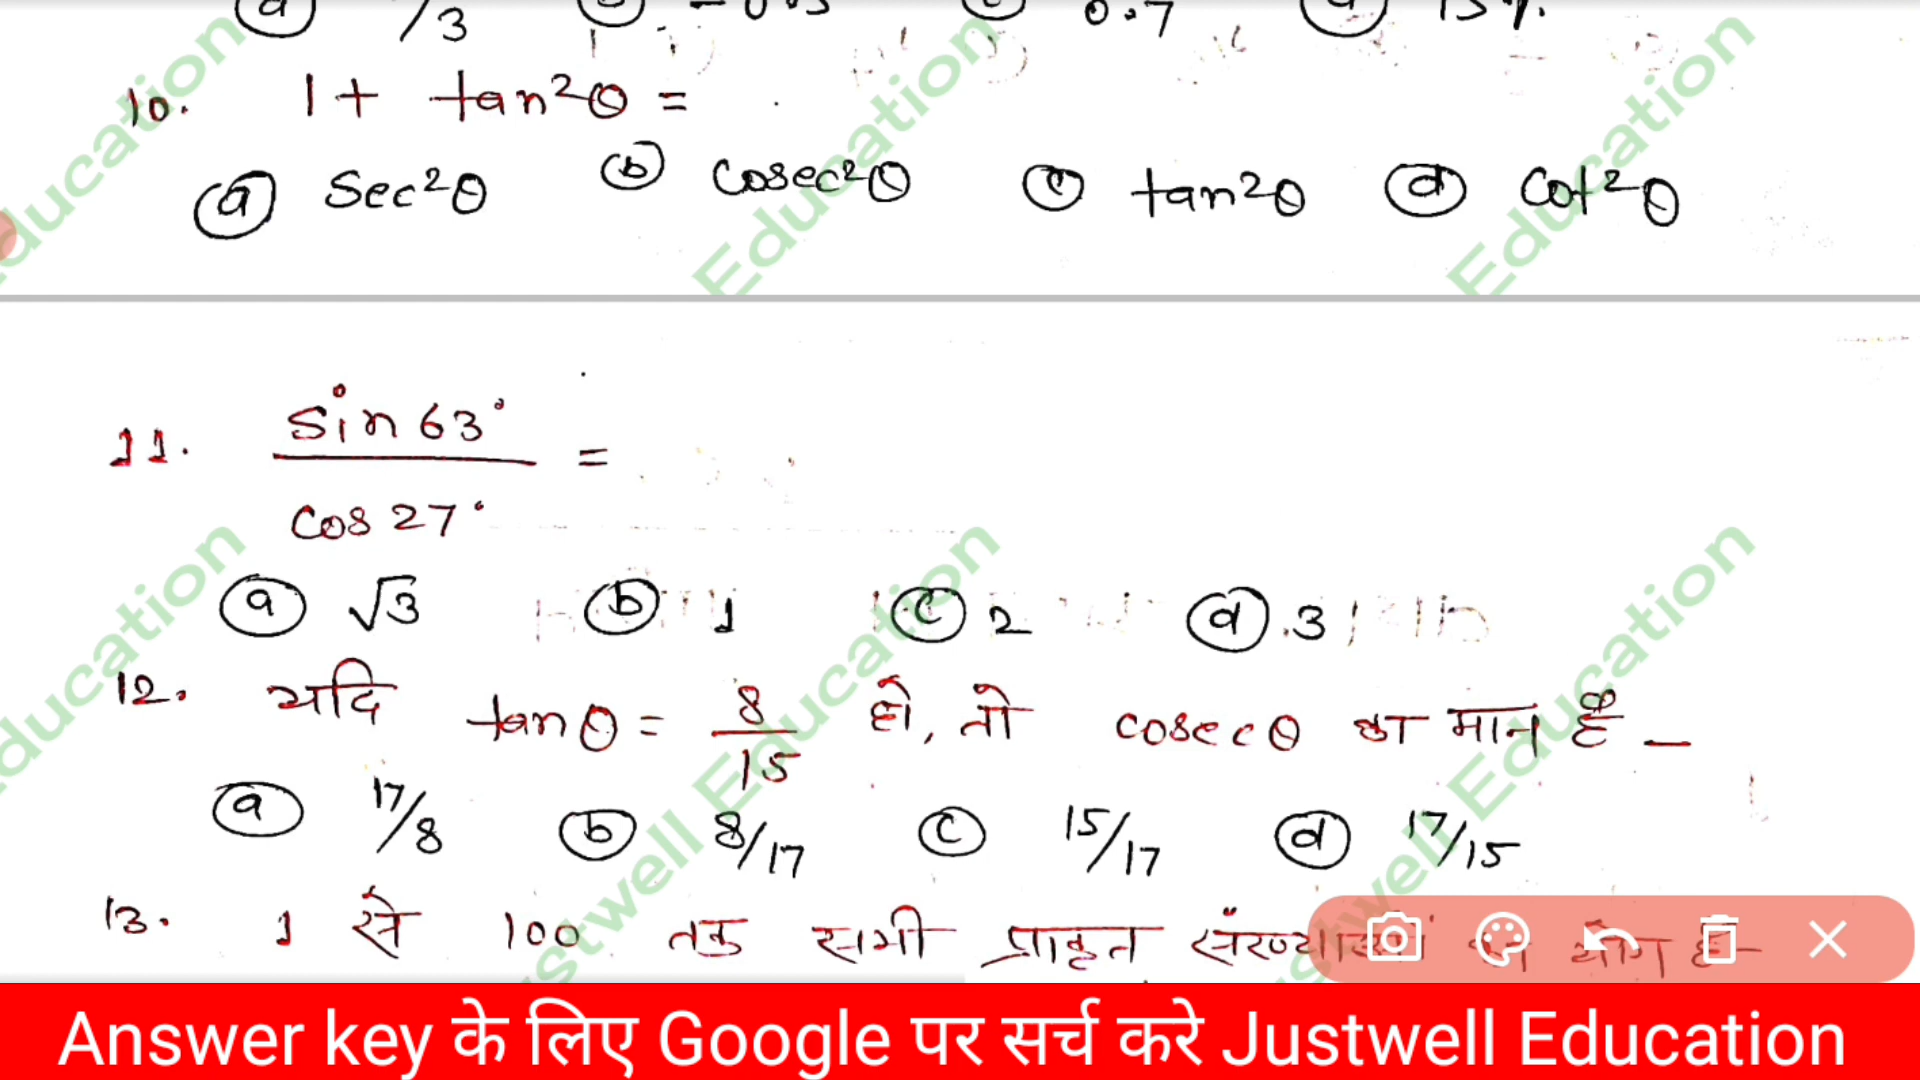 10. 1 + tan²θ =
ⓐ Sec²θ ⓑ Cosec²θ ⓒ tan²θ ⓓ Cot²θ
11. Sin 63° / Cos 27° =
ⓐ √3 ⓑ 1 ⓒ 2 ⓓ 3
12. यदि tan θ = 8/15 हो, तो cosec θ का मान है –
ⓐ 17/8 ⓑ 8/17 ⓒ 15/17 ⓓ 17/15
13. 1 से 100 तक सभी प्राकृत संख्याओं का योग है –
Answer key के लिए Google पर सर्च करे Justwell Education